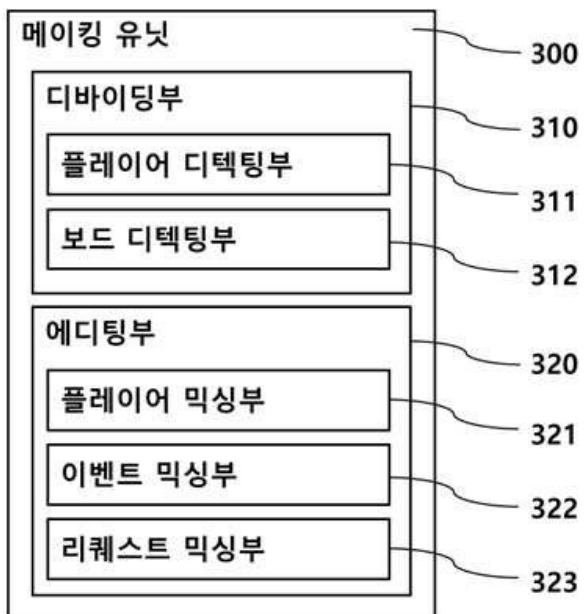 메이킹 유닛
300
디바이딩부
310
플레이어 디텍팅부
311
보드 디텍팅부
312
에디팅부
320
플레이어 믹싱부
321
이벤트 믹싱부
322
리퀘스트 믹싱부
323